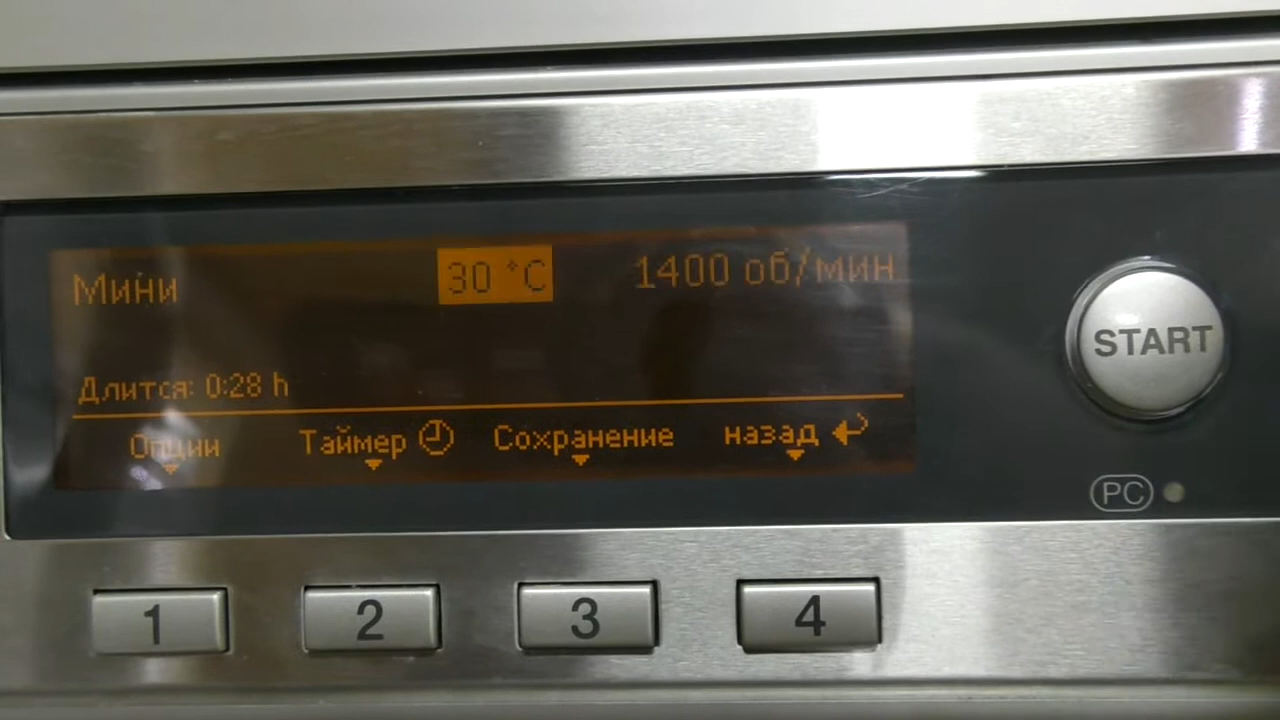 Мини 30 °C 1400 об/мин
START
Длится: 0:28 h
Опции Таймер Сохранение назад
PC
1 2 3 4